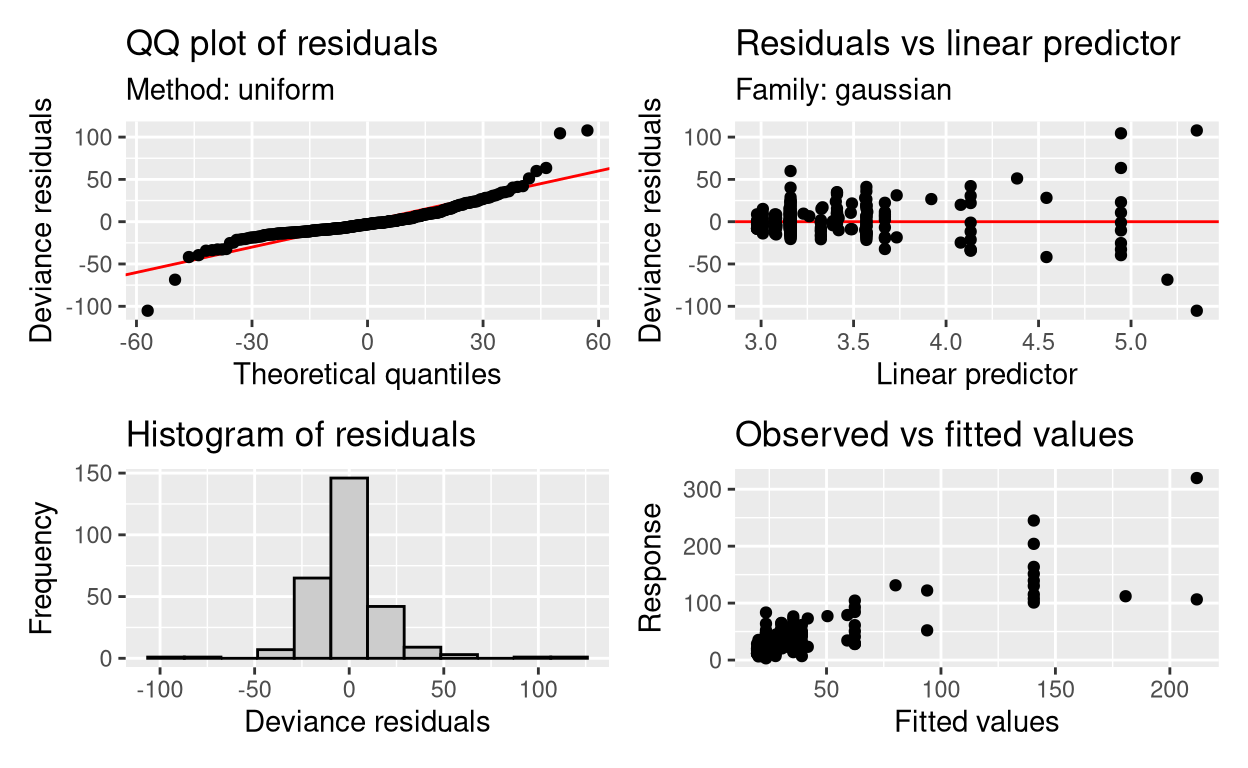 QQ plot of residuals
Method: uniform
Deviance residuals
100
50
0
-50
-100
-60
-30
0
30
60
Theoretical quantiles
Residuals vs linear predictor
Family: gaussian
Deviance residuals
100
50
0
-50
-100
3.0
3.5
4.0
4.5
5.0
Linear predictor
Histogram of residuals
Frequency
150
100
50
0
-100
-50
0
50
100
Deviance residuals
Observed vs fitted values
Response
300
200
100
0
50
100
150
200
Fitted values